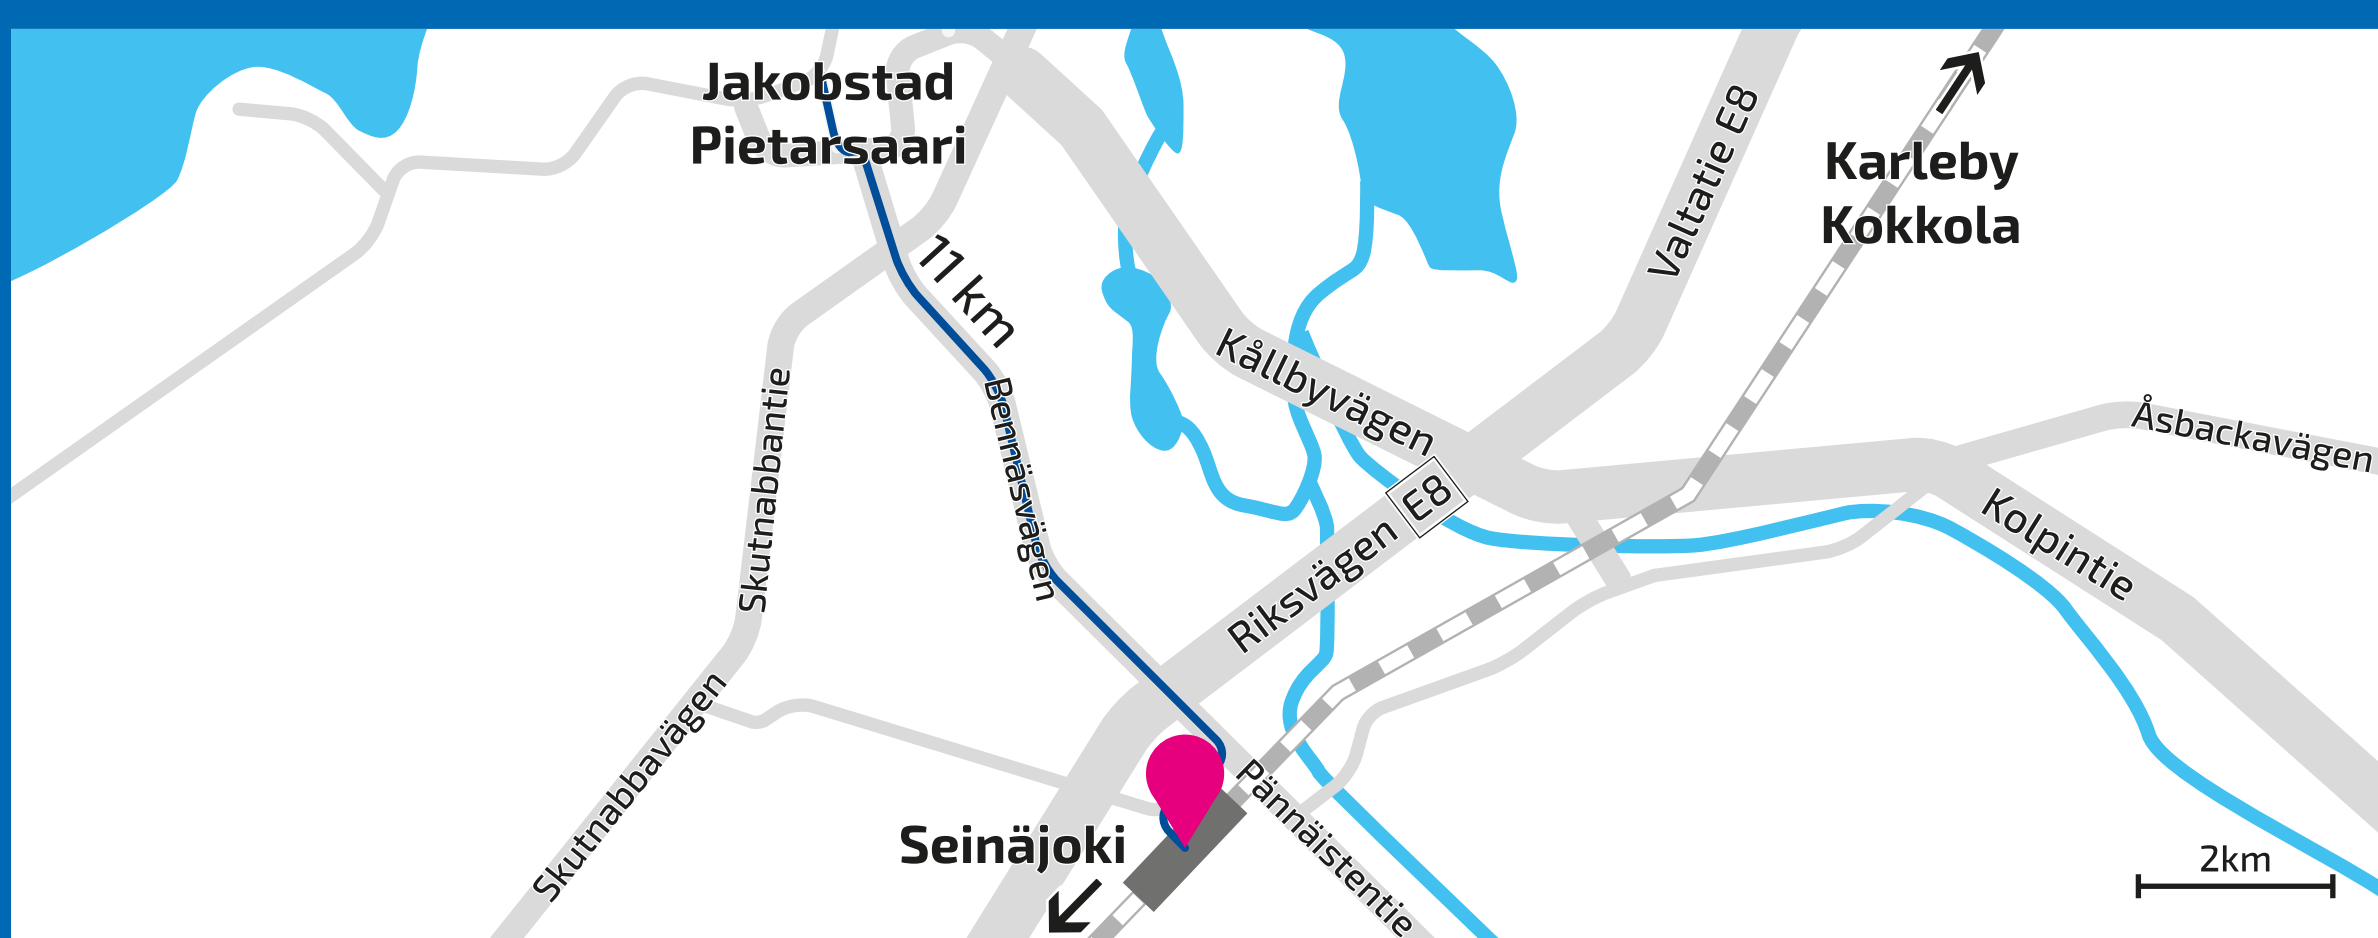 Jakobstad
Pietarsaari
11 km
Valtatie E8
Karleby
Kokkola
Kållbyvägen
Skutnabbantie
Bennäsvägen
Åsbackavägen
E8
Riksvägen
Kolpintie
Skutnabbavägen
Pännäistentie
Seinäjoki
2km